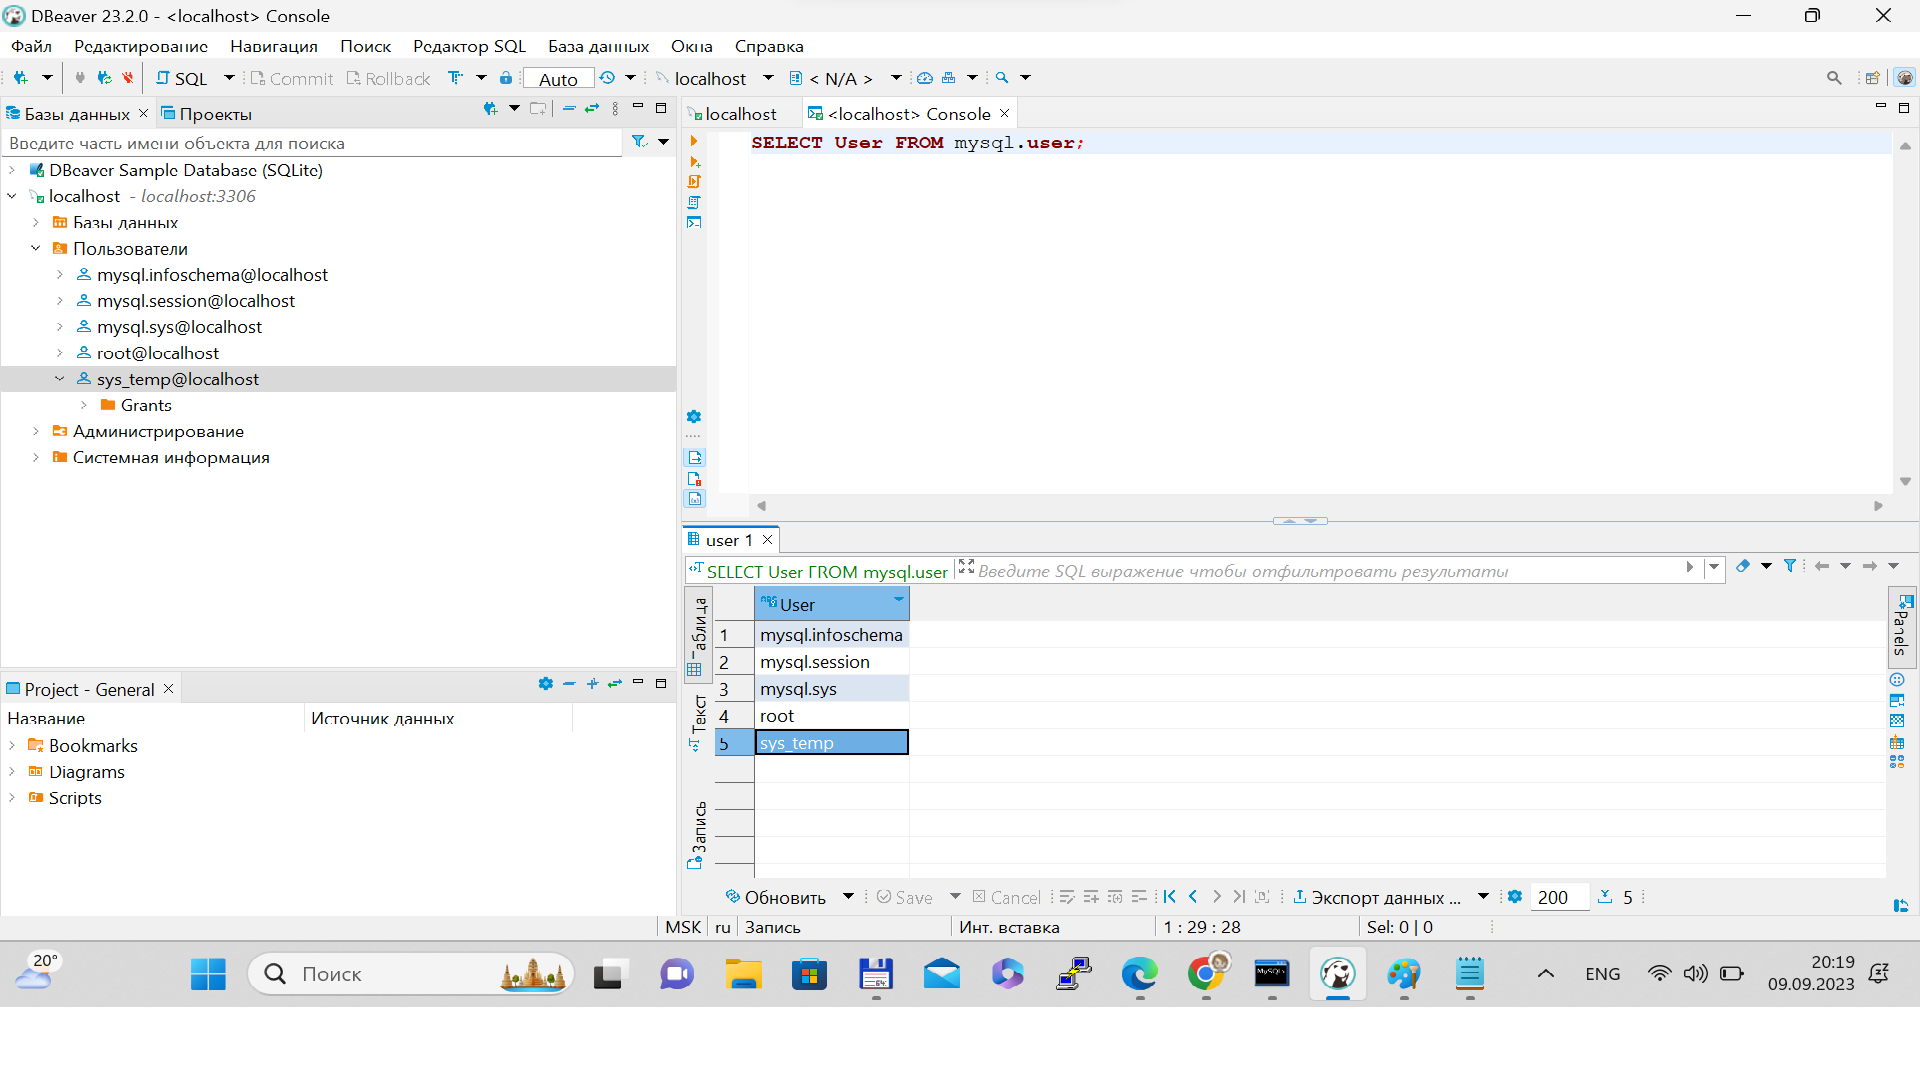 DBeaver 23.2.0 - <localhost> Console
Файл Редактирование Навигация Поиск Редактор SQL База данных Окна Справка
SQL Commit Rollback Auto localhost < N/A >
Базы данных Проекты
Введите часть имени объекта для поиска
DBeaver Sample Database (SQLite)
localhost - localhost:3306
Базы данных
Пользователи
mysql.infoschema@localhost
mysql.session@localhost
mysql.sys@localhost
root@localhost
sys_temp@localhost
Grants
Администрирование
Системная информация
Project - General
Название Источник данных
Bookmarks
Diagrams
Scripts
localhost <localhost> Console
SELECT User FROM mysql.user;
user 1
SELECT User FROM mysql.user Введите SQL выражение чтобы отфильтровать результаты
Таблица
Текст
Запись
User
1 mysql.infoschema
2 mysql.session
3 mysql.sys
4 root
5 sys_temp
Panels
Обновить Save Cancel Экспорт данных ... 200 5
MSK ru Запись Инт. вставка 1 : 29 : 28 Sel: 0 | 0
20° Поиск ENG 20:19
09.09.2023